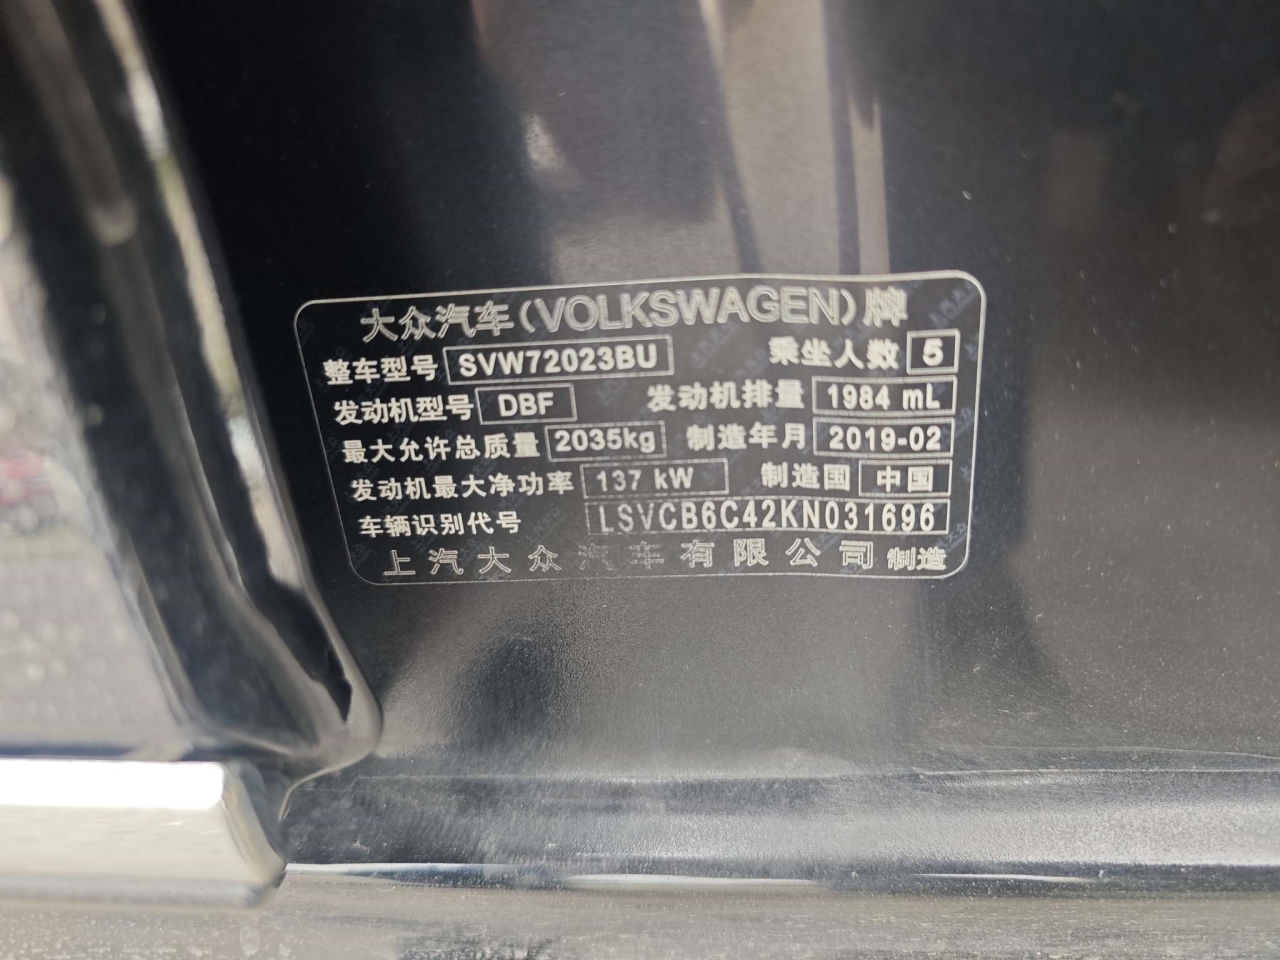 大众汽车(VOLKSWAGEN)牌
整车型号 SVW72023BU 乘坐人数 5
发动机型号 DBF 发动机排量 1984 mL
最大允许总质量 2035kg 制造年月 2019-02
发动机最大净功率 137 kW 制造国 中国
车辆识别代号 LSVCB6C42KN031696
上汽大众汽车有限公司 制造